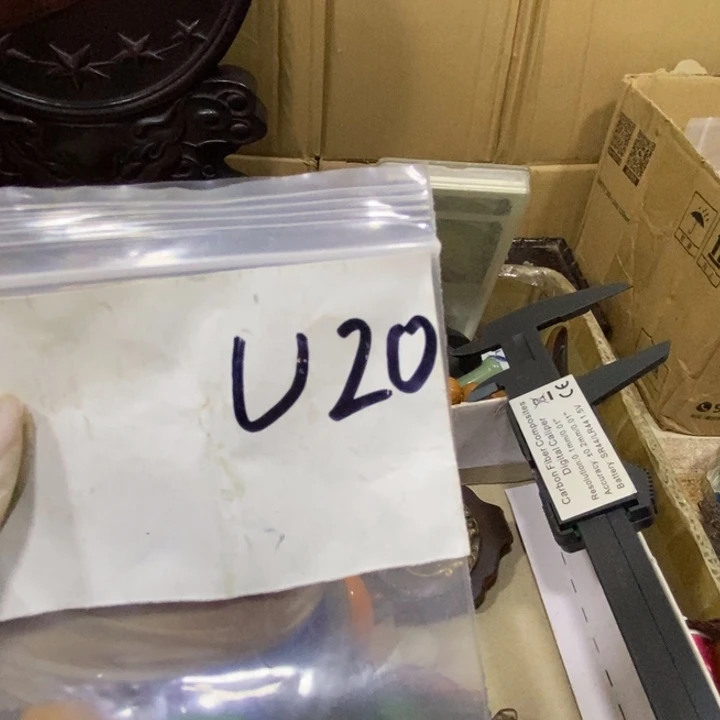 U20
Carbon Fiber Composites
Digital Caliper
Resolution:0.1mm/0.01"
Accuracy:±0.2mm/0.01"
Battery SR44/LR44 1.5V
CE